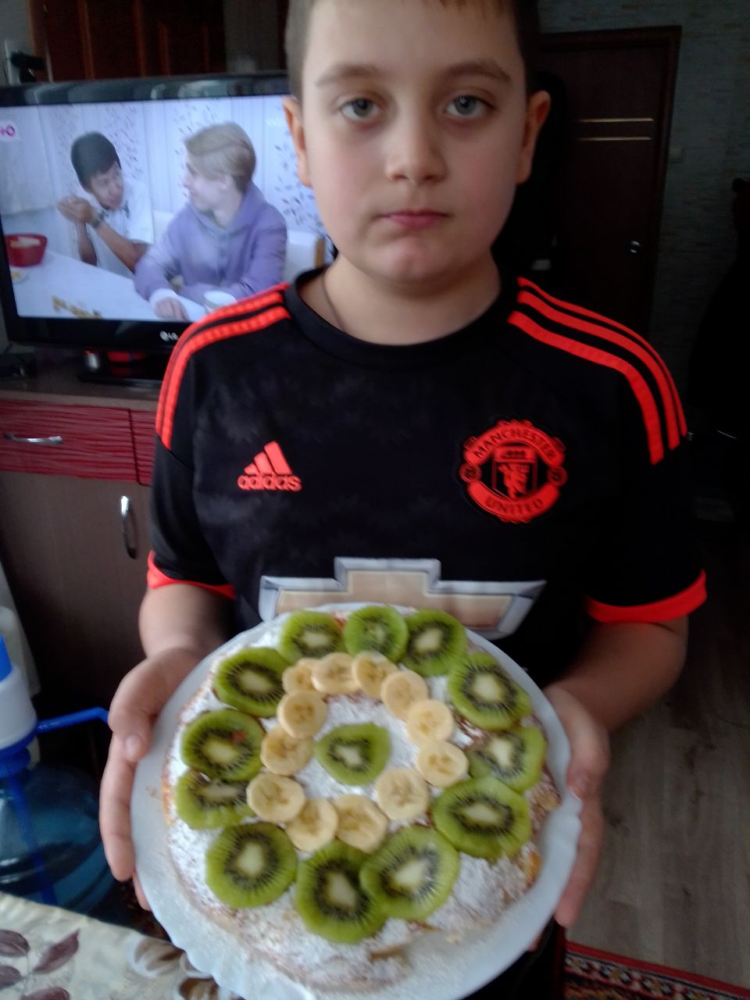 Ю
LG
adidas
MANCHESTER
UNITED